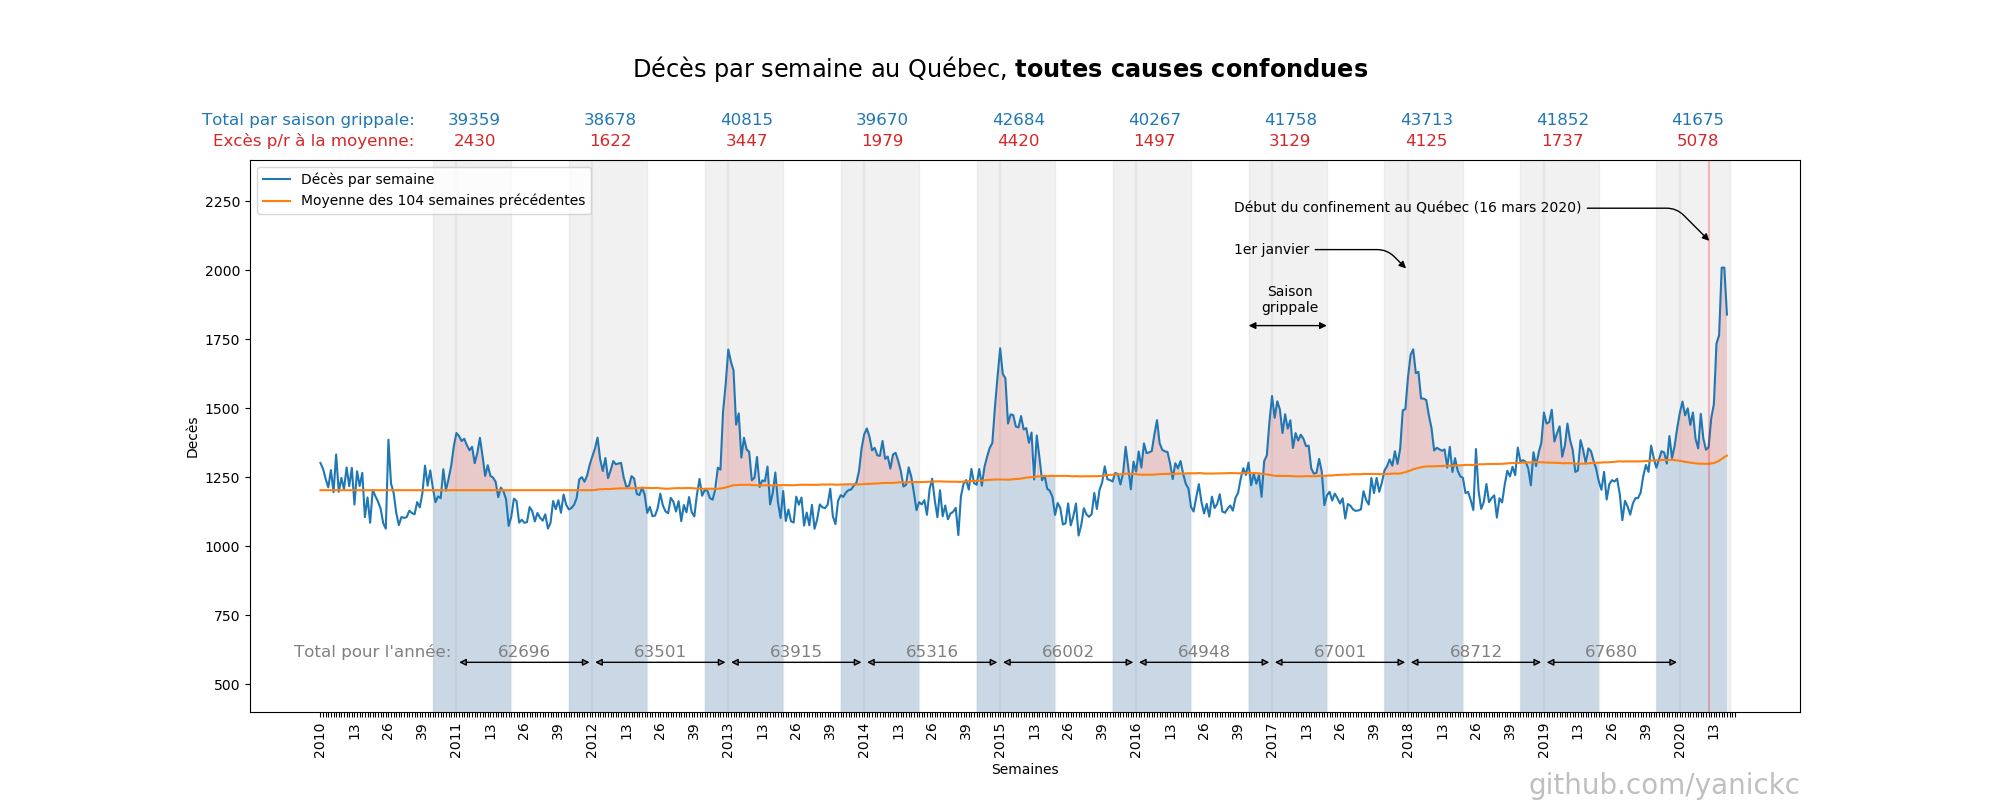 Décès par semaine au Québec, toutes causes confondues
Total par saison grippale: 39359 38678 40815 39670 42684 40267 41758 43713 41852 41675
Excès p/r à la moyenne: 2430 1622 3447 1979 4420 1497 3129 4125 1737 5078
Décès par semaine
Moyenne des 104 semaines précédentes
Début du confinement au Québec (16 mars 2020)
1er janvier
Saison
grippale
2250
2000
1750
1500
1250
1000
750
500
Decès
Total pour l'année: 62696 63501 63915 65316 66002 64948 67001 68712 67680
2010 13 26 39 2011 13 26 39 2012 13 26 39 2013 13 26 39 2014 13 26 39 2015 13 26 39 2016 13 26 39 2017 13 26 39 2018 13 26 39 2019 13 26 39 2020 13
Semaines
github.com/yanickc